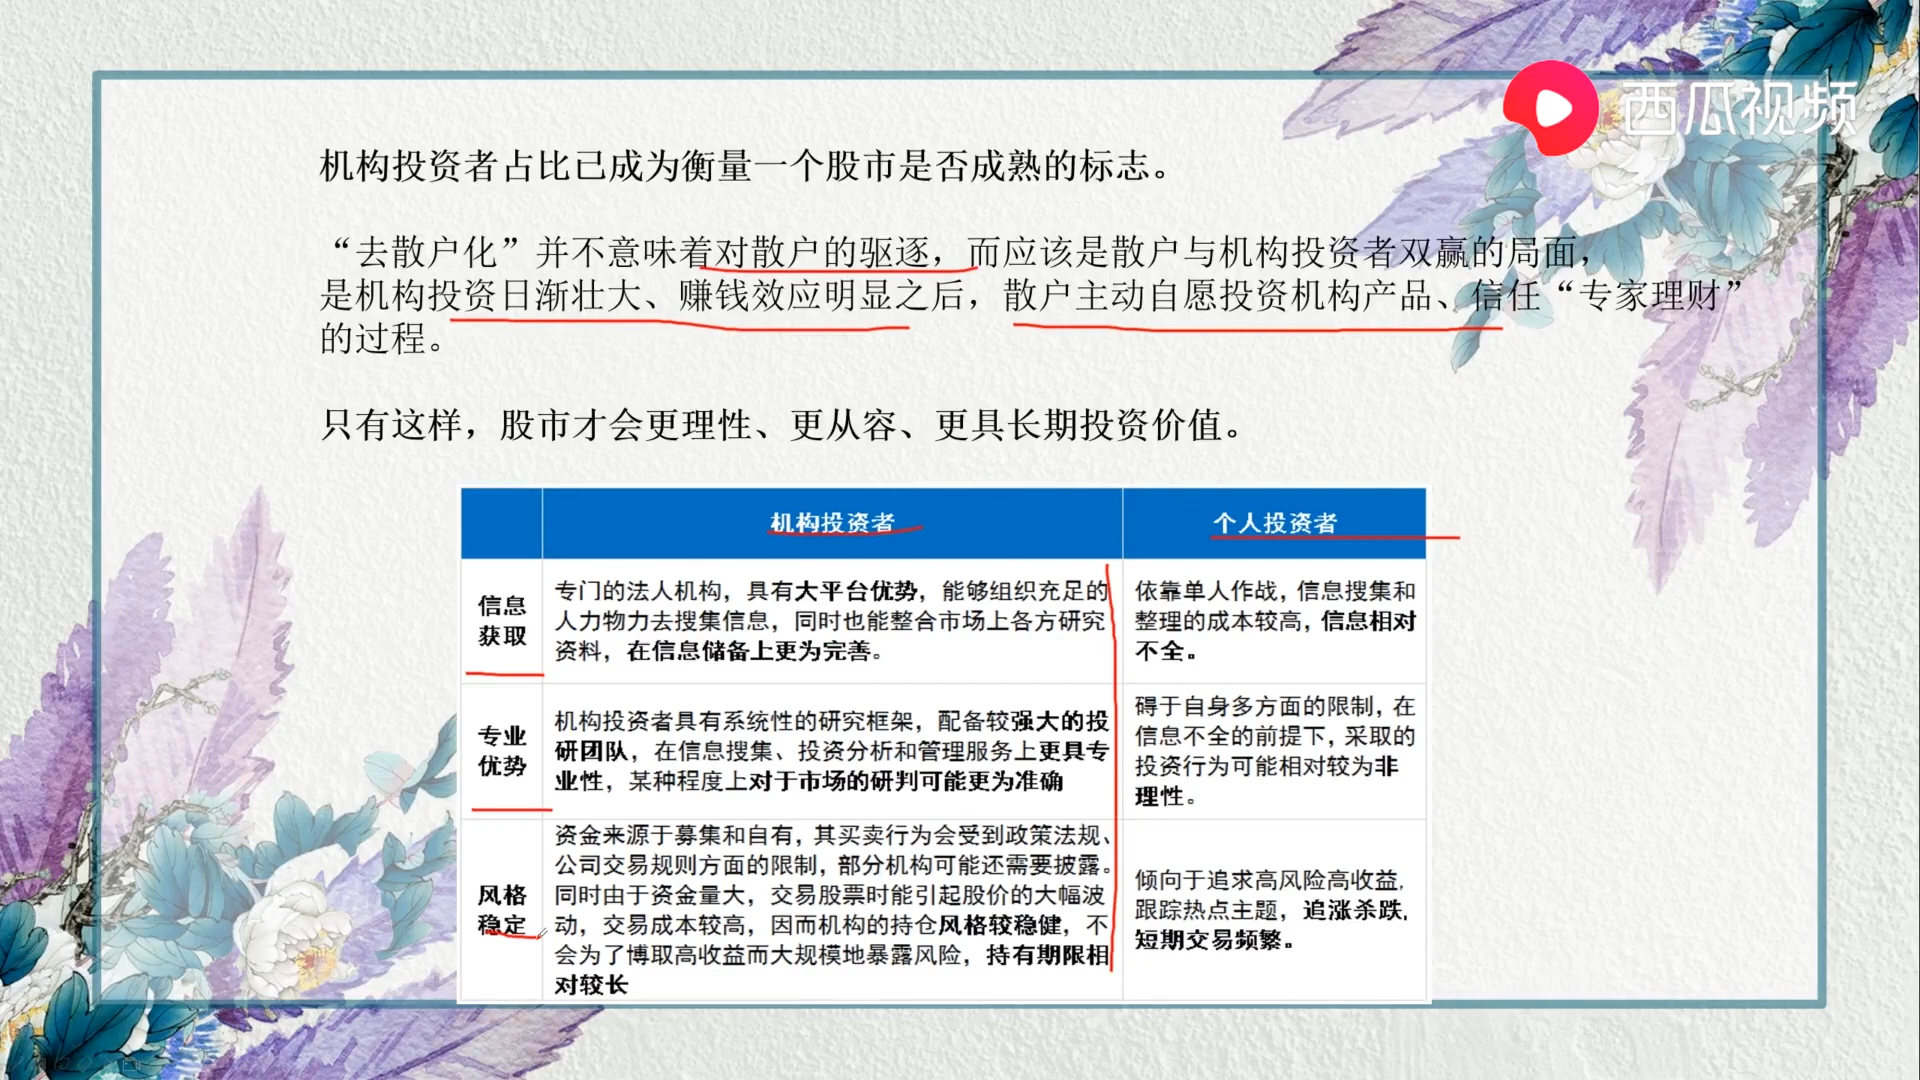 西瓜视频
机构投资者占比已成为衡量一个股市是否成熟的标志。
“去散户化”并不意味着对散户的驱逐，而应该是散户与机构投资者双赢的局面，
是机构投资日渐壮大、赚钱效应明显之后，散户主动自愿投资机构产品、信任“专家理财”
的过程。
只有这样，股市才会更理性、更从容、更具长期投资价值。
机构投资者
个人投资者
信息
获取
专门的法人机构，具有大平台优势，能够组织充足的
人力物力去搜集信息，同时也能整合市场上各方研究
资料，在信息储备上更为完善。
依靠单人作战，信息搜集和
整理的成本较高，信息相对
不全。
专业
优势
机构投资者具有系统性的研究框架，配备较强大的投
研团队，在信息搜集、投资分析和管理服务上更具专
业性，某种程度上对于市场的研判可能更为准确
碍于自身多方面的限制，在
信息不全的前提下，采取的
投资行为可能相对较为非
理性。
风格
稳定
资金来源于募集和自有，其买卖行为会受到政策法规、
公司交易规则方面的限制，部分机构可能还需要披露。
同时由于资金量大，交易股票时能引起股价的大幅波
动，交易成本较高，因而机构的持仓风格较稳健，不
会为了博取高收益而大规模地暴露风险，持有期限相
对较长
倾向于追求高风险高收益，
跟踪热点主题，追涨杀跌，
短期交易频繁。